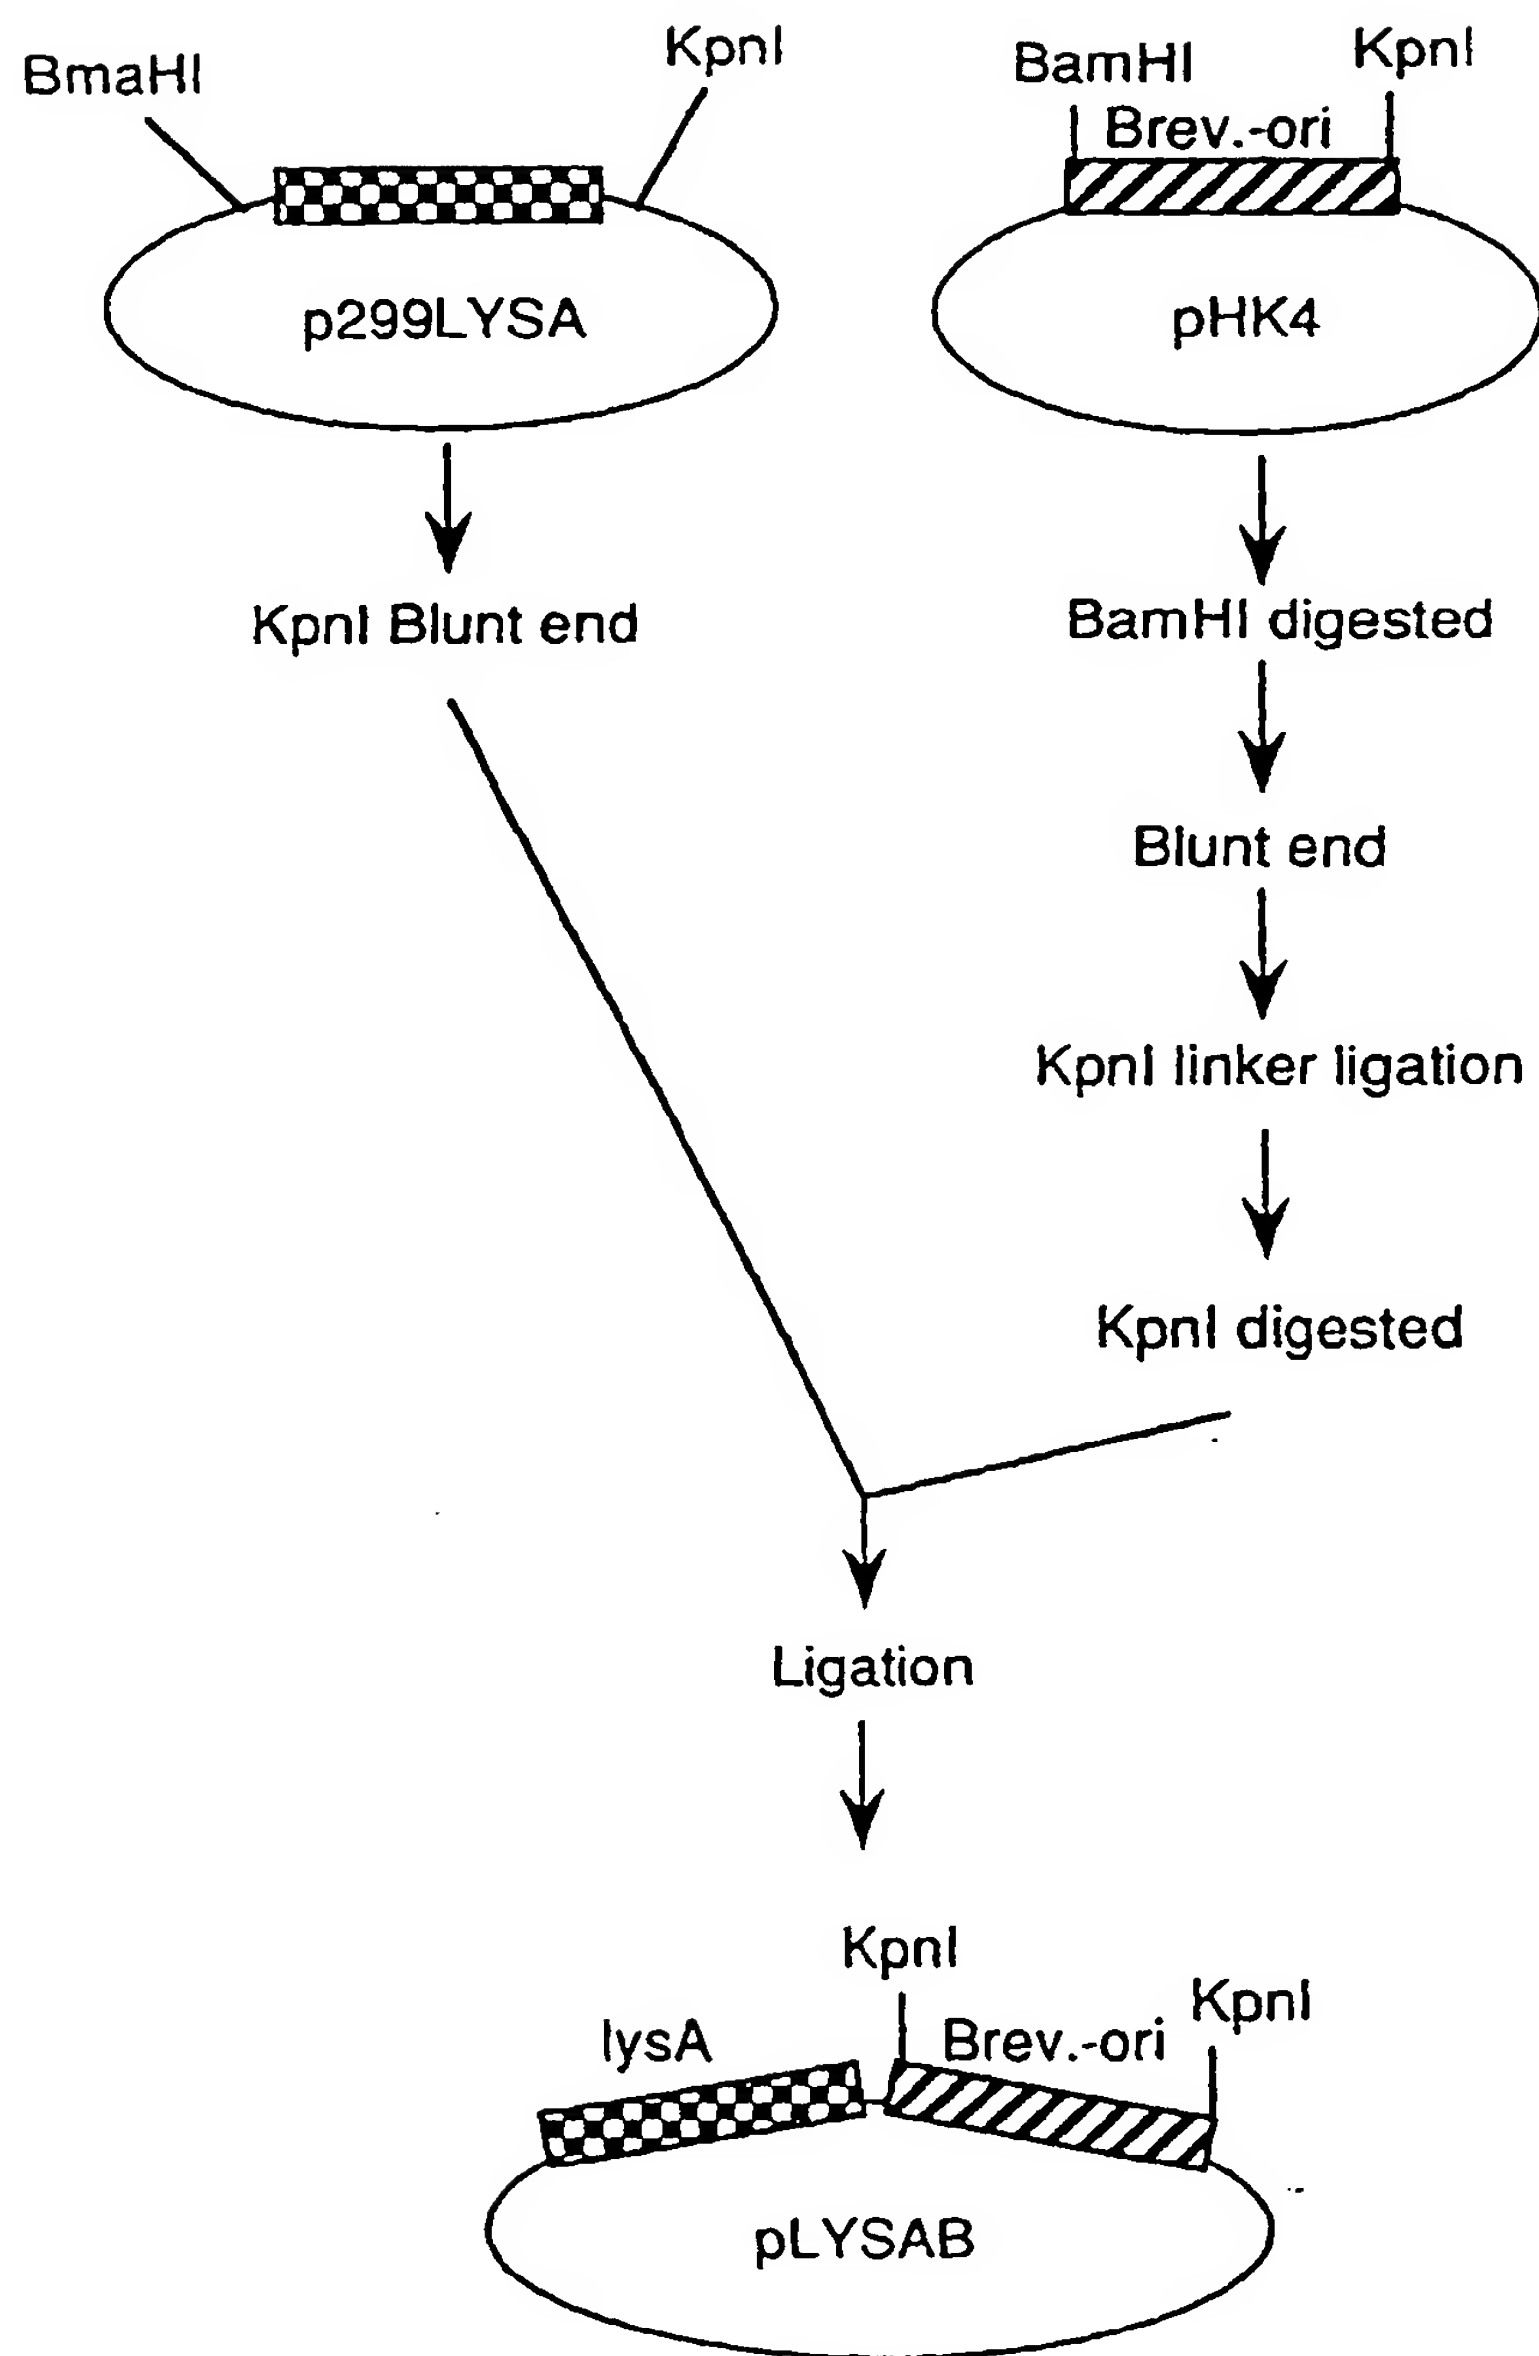 BmaHI
KpnI
BamHI
KpnI
Brev.-ori
p299LYSA
pHK4
KpnI Blunt end
BamHI digested
Blunt end
KpnI linker ligation
KpnI digested
Ligation
KpnI
KpnI
lysA
Brev.-ori
pLYSAB